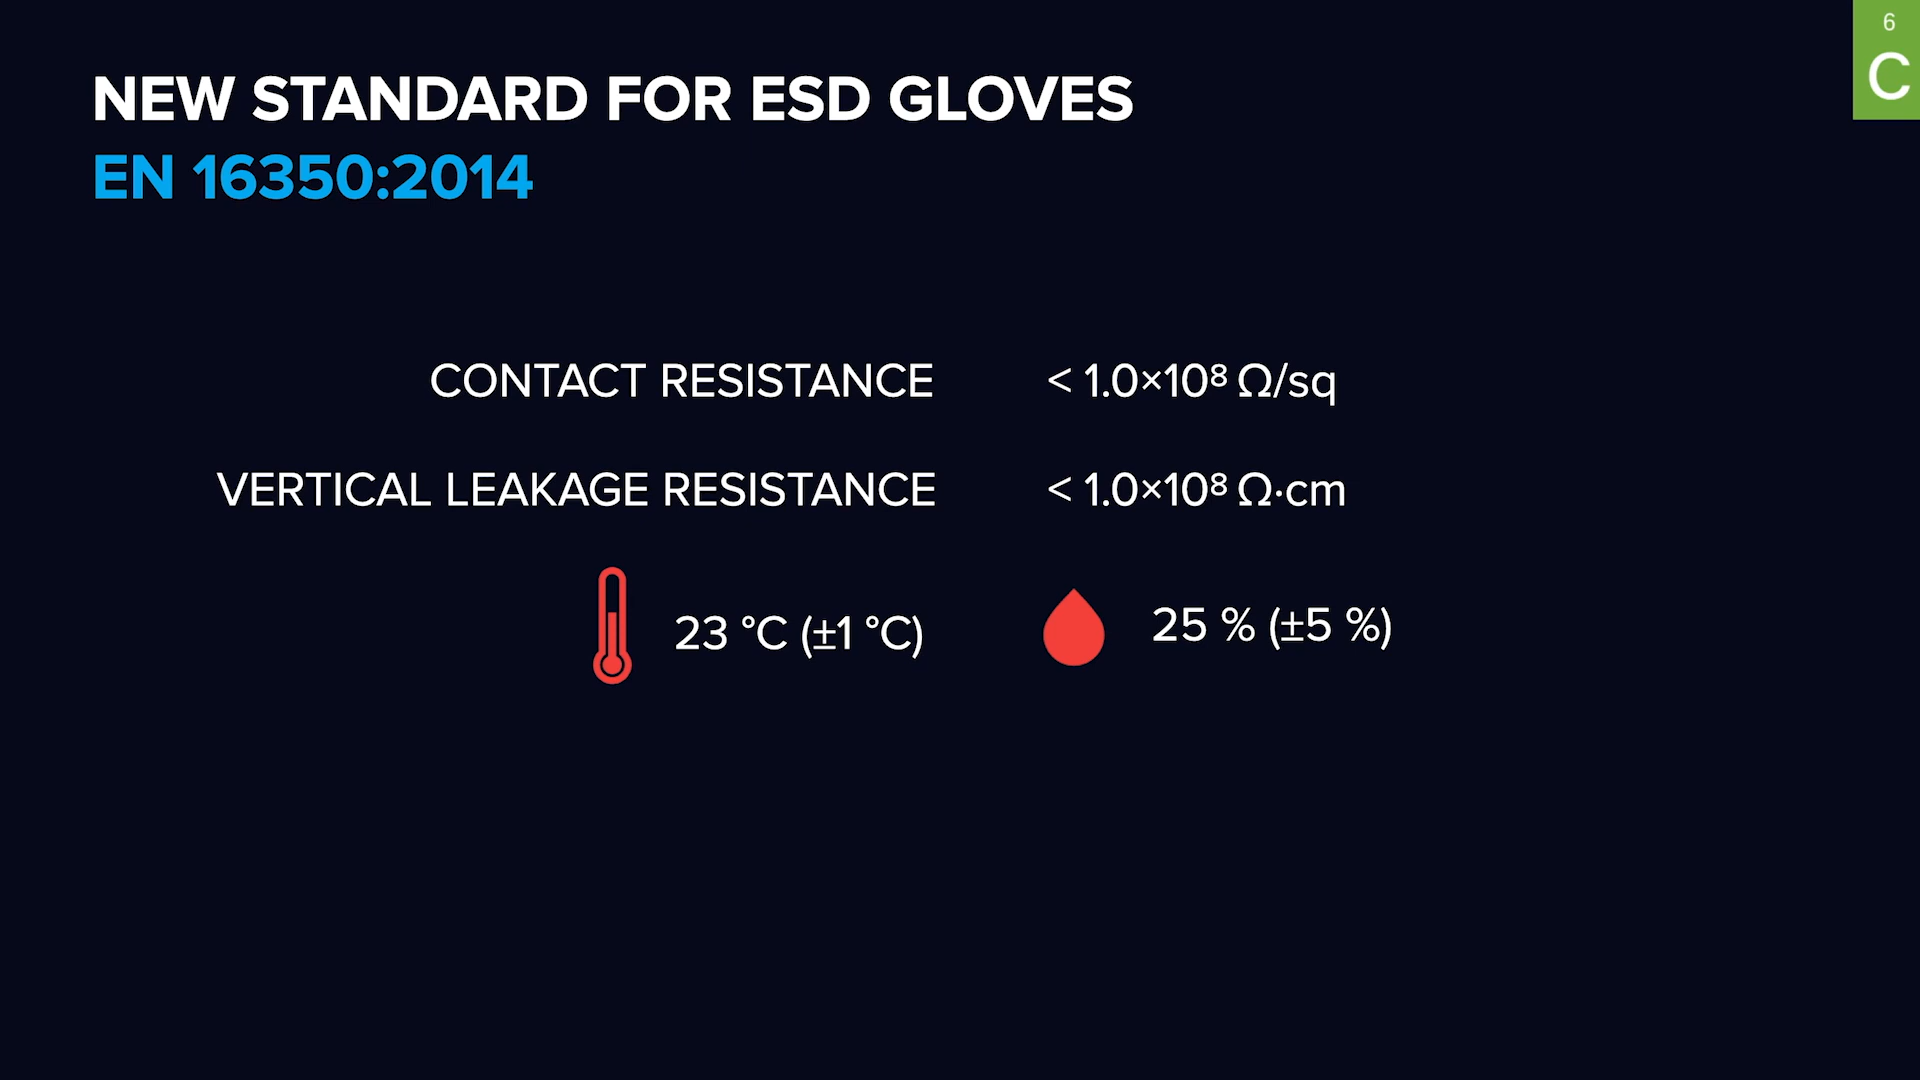 6
C
NEW STANDARD FOR ESD GLOVES
EN 16350:2014
CONTACT RESISTANCE < 1.0×10⁸ Ω/sq
VERTICAL LEAKAGE RESISTANCE < 1.0×10⁸ Ω·cm
23 °C (±1 °C) 25 % (±5 %)